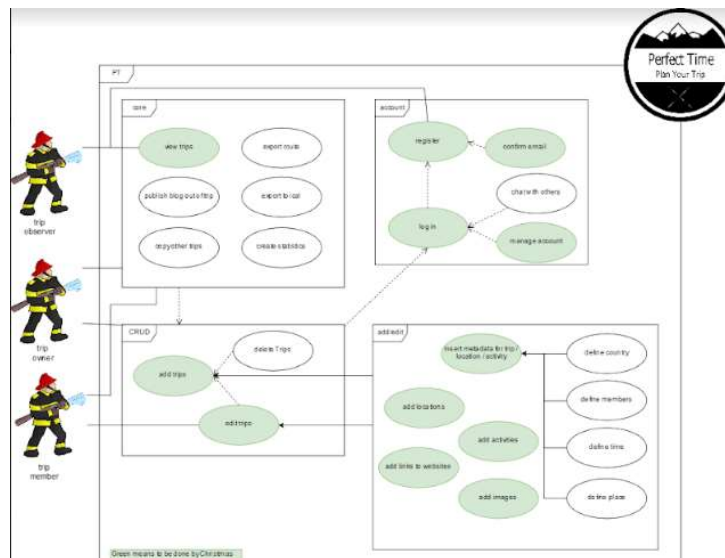 Perfect Time
Plan Your Trip
PT
core
account
view trips
export route
register
confirm email
publish blog out of trip
export to ical
chat with others
log in
copy other trips
create statistics
manage account
trip
observer
trip
owner
trip
member
CRUD
delete Trips
add trips
edit trips
add/edit
insert metadata for trip /
location / activity
define country
add locations
define members
add activities
define time
add links to websites
add images
define place
Green means to be done by Christmas